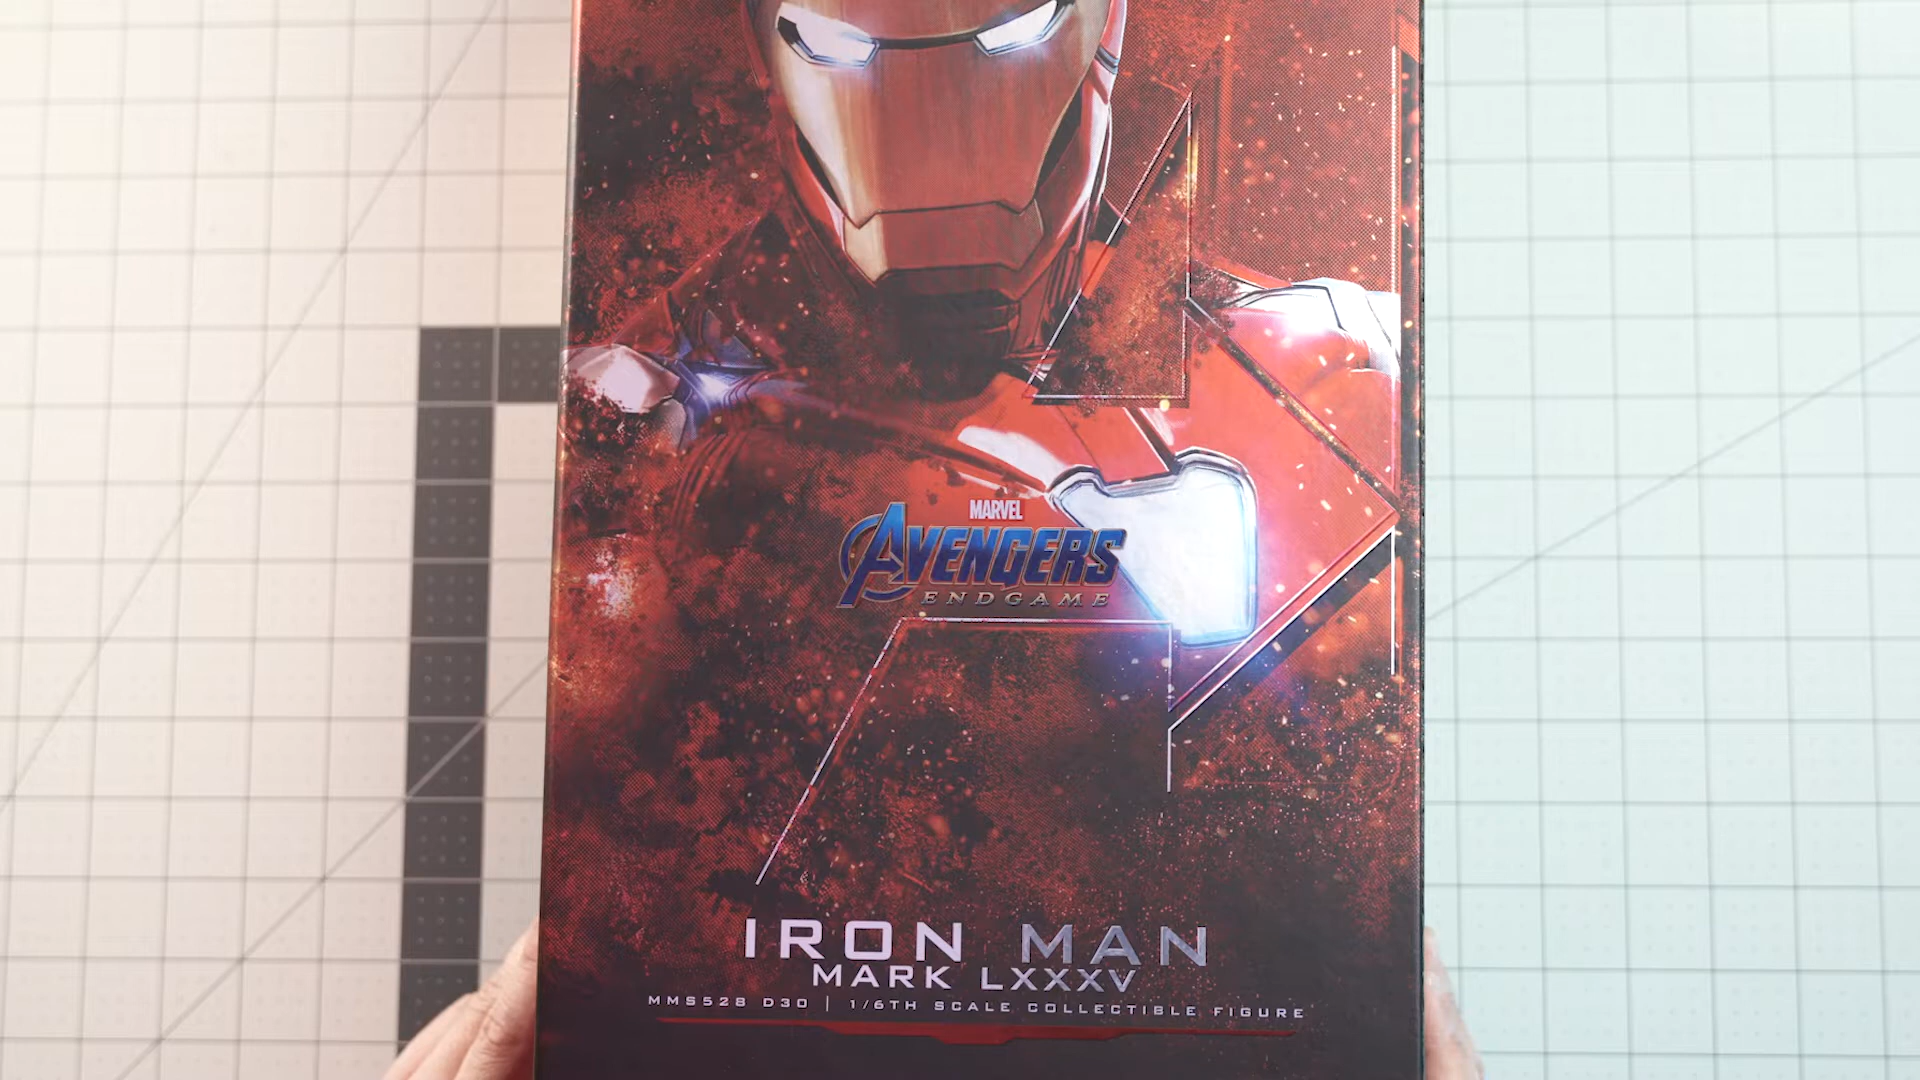 MARVEL
AVENGERS
ENDGAME
IRON MAN
MARK LXXXV
MMS528 D30 | 1/6TH SCALE COLLECTIBLE FIGURE